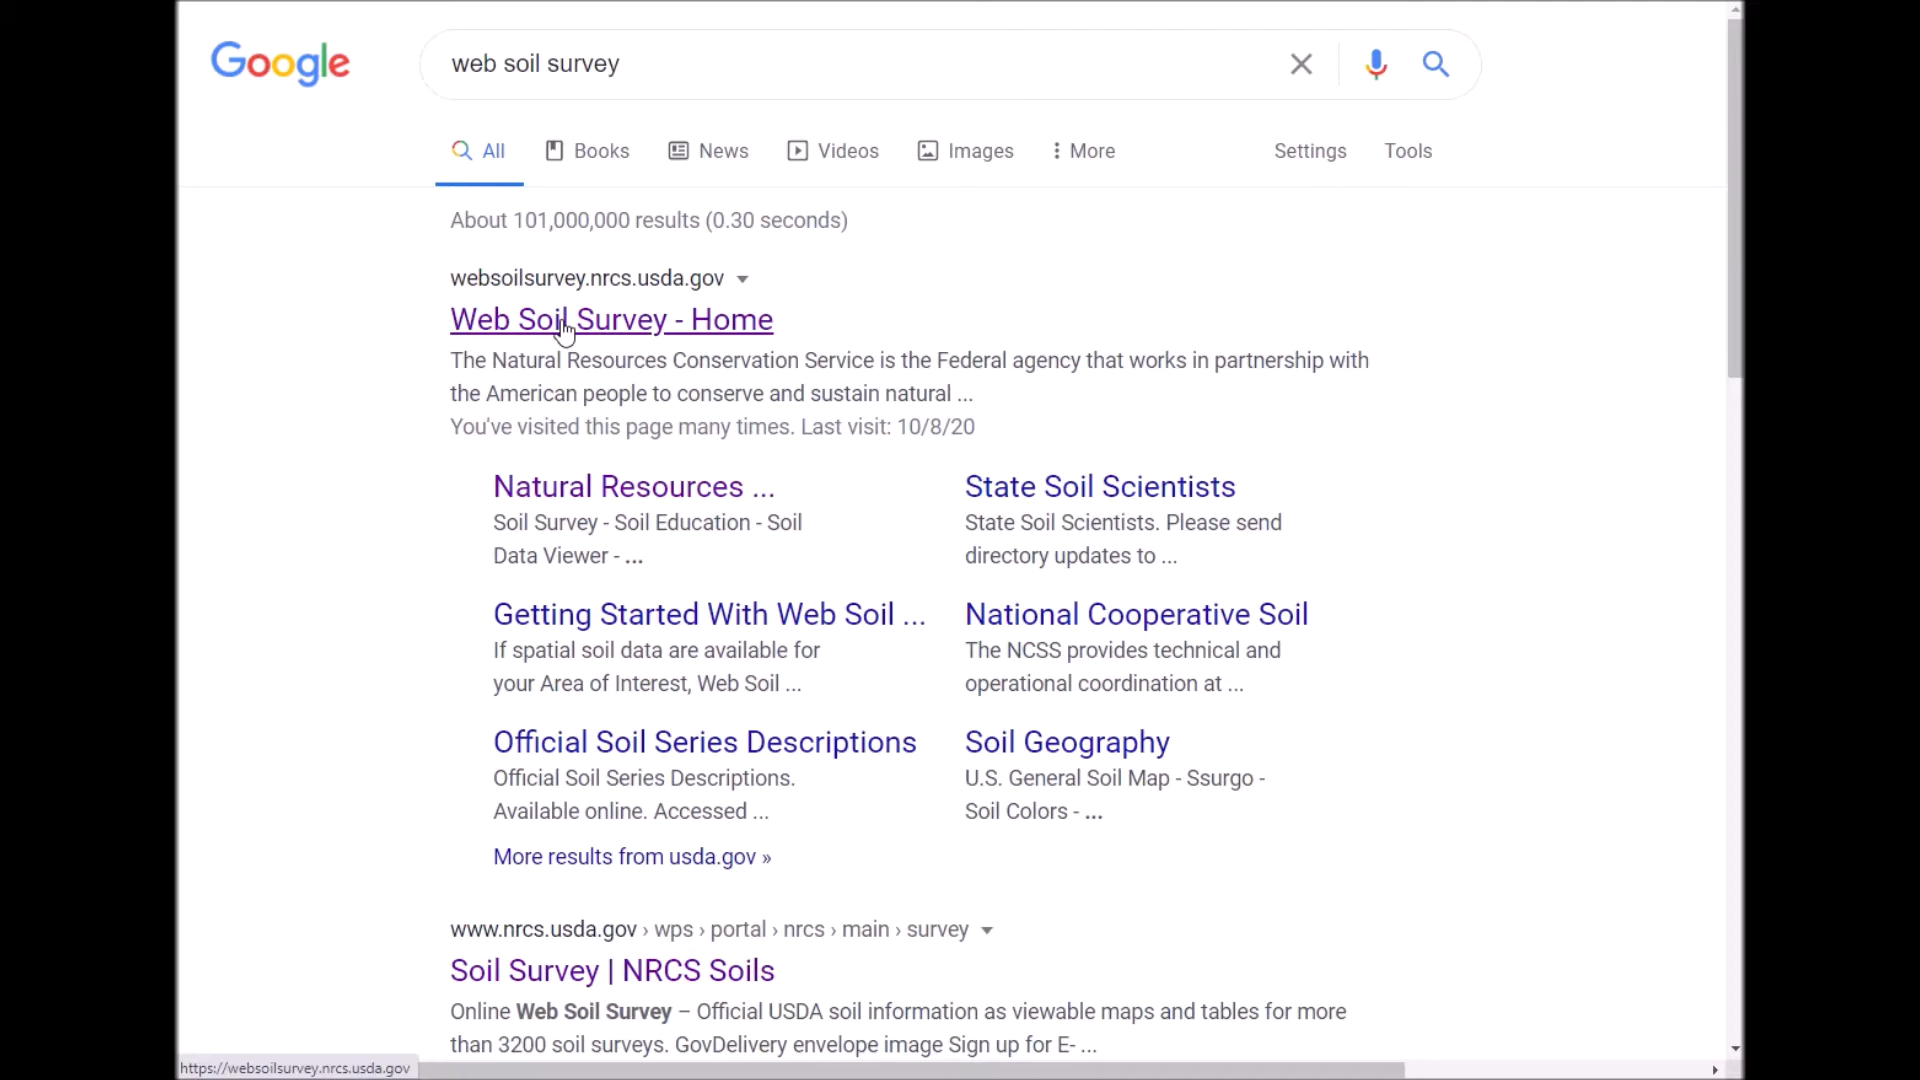 Google
web soil survey
All
Books
News
Videos
Images
More
Settings
Tools
About 101,000,000 results (0.30 seconds)
websoilsurvey.nrcs.usda.gov
Web Soil Survey - Home
The Natural Resources Conservation Service is the Federal agency that works in partnership with
the American people to conserve and sustain natural ...
You've visited this page many times. Last visit: 10/8/20
Natural Resources ...
Soil Survey - Soil Education - Soil
Data Viewer - ...
State Soil Scientists
State Soil Scientists. Please send
directory updates to ...
Getting Started With Web Soil ...
If spatial soil data are available for
your Area of Interest, Web Soil ...
National Cooperative Soil
The NCSS provides technical and
operational coordination at ...
Official Soil Series Descriptions
Official Soil Series Descriptions.
Available online. Accessed ...
Soil Geography
U.S. General Soil Map - Ssurgo -
Soil Colors - ...
More results from usda.gov »
www.nrcs.usda.gov › wps › portal › nrcs › main › survey
Soil Survey | NRCS Soils
Online Web Soil Survey – Official USDA soil information as viewable maps and tables for more
than 3200 soil surveys. GovDelivery envelope image Sign up for E- ...
https://websoilsurvey.nrcs.usda.gov